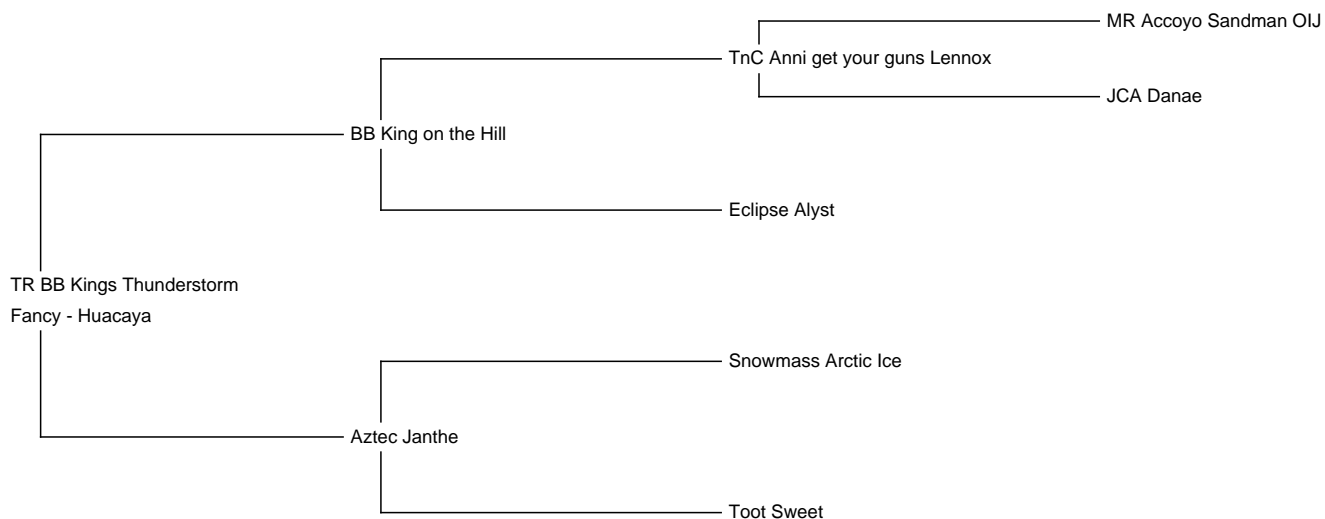 MR Accoyo Sandman OIJ
TnC Anni get your guns Lennox
JCA Danae
BB King on the Hill
Eclipse Alyst
TR BB Kings Thunderstorm
Fancy - Huacaya
Snowmass Arctic Ice
Aztec Janthe
Toot Sweet